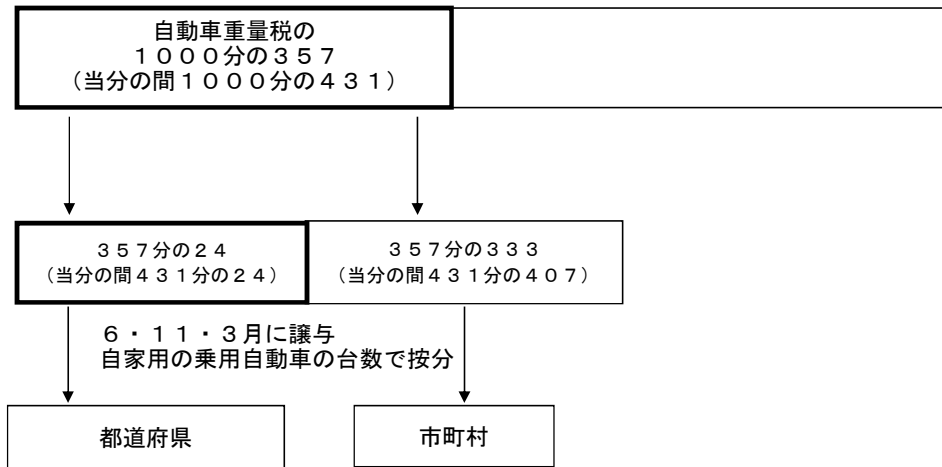 自動車重量税の
１０００分の３５７
（当分の間１０００分の４３１）
３５７分の２４
（当分の間４３１分の２４）
３５７分の３３３
（当分の間４３１分の４０７）
６・１１・３月に譲与
自家用の乗用自動車の台数で按分
都道府県
市町村